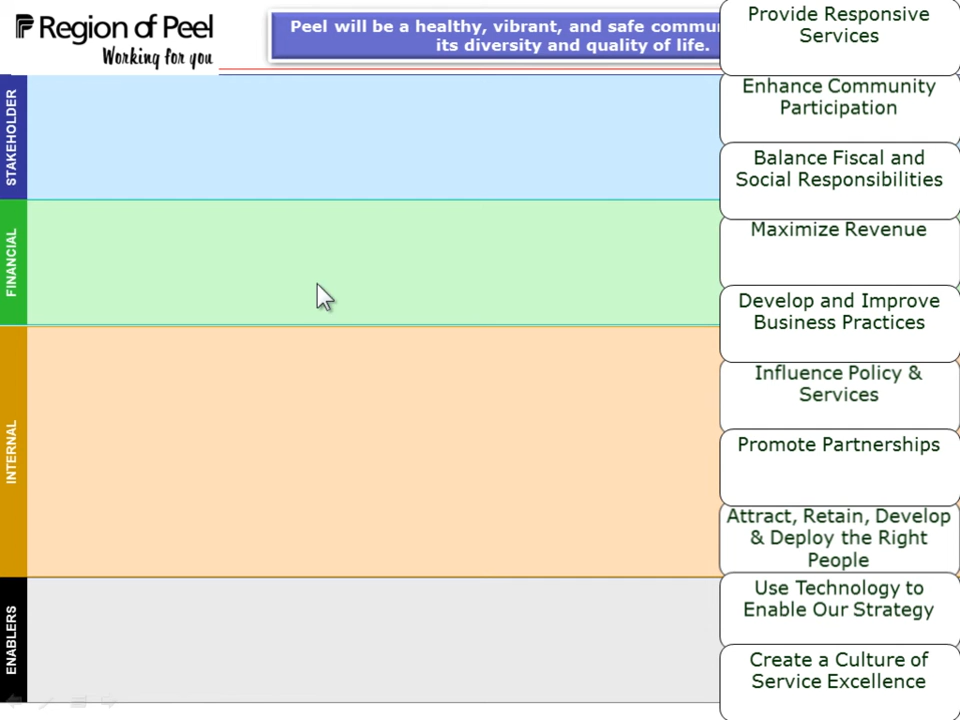 Region of Peel
Working for you
Peel will be a healthy, vibrant, and safe
its diversity and quality of life.
STAKEHOLDER
FINANCIAL
INTERNAL
ENABLERS
Provide Responsive
Services
Enhance Community
Participation
Balance Fiscal and
Social Responsibilities
Maximize Revenue
Develop and Improve
Business Practices
Influence Policy &
Services
Promote Partnerships
Attract, Retain, Develop
& Deploy the Right
People
Use Technology to
Enable Our Strategy
Create a Culture of
Service Excellence